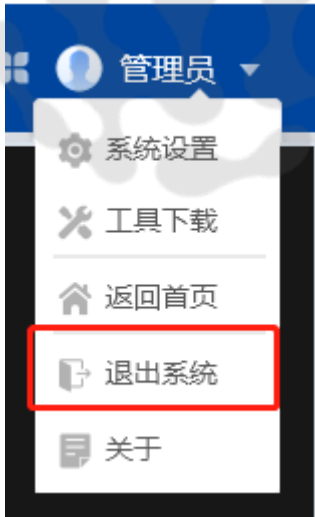 管理员
系统设置
工具下载
返回首页
退出系统
关于